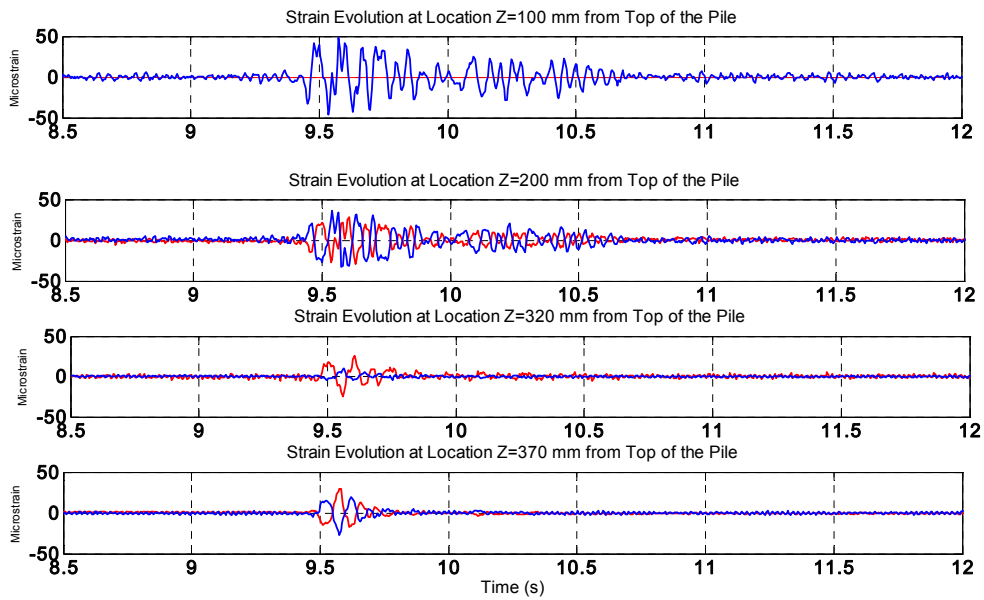 Strain Evolution at Location Z=100 mm from Top of the Pile
50
0
-50
Microstrain
8.5 9 9.5 10 10.5 11 11.5 12
Strain Evolution at Location Z=200 mm from Top of the Pile
50
0
-50
Microstrain
8.5 9 9.5 10 10.5 11 11.5 12
Strain Evolution at Location Z=320 mm from Top of the Pile
50
0
-50
Microstrain
8.5 9 9.5 10 10.5 11 11.5 12
Strain Evolution at Location Z=370 mm from Top of the Pile
50
0
-50
Microstrain
8.5 9 9.5 10 10.5 11 11.5 12
Time (s)